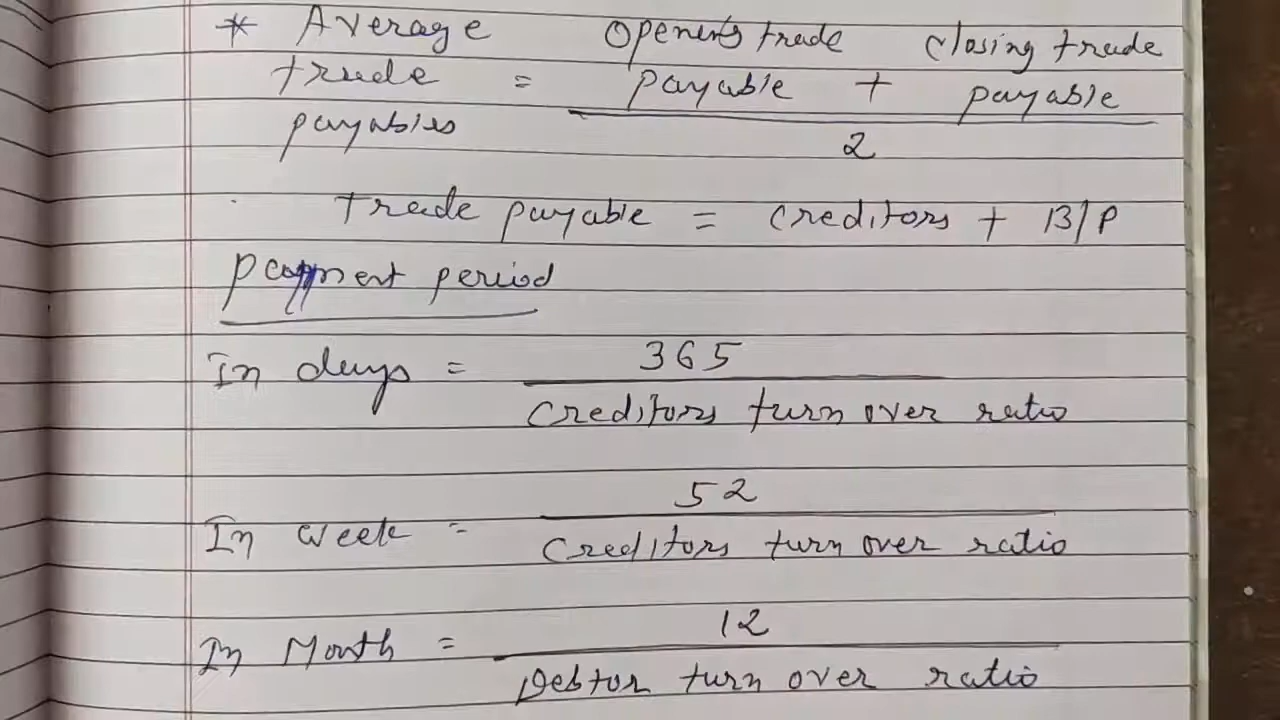 * Average Opening trade Closing trade
trade = payable + payable
payables 2
trade payable = creditors + B/P
payment period
In days = 365
creditors turn over ratio
In week = 52
creditors turn over ratio
In Month = 12
Debtor turn over ratio